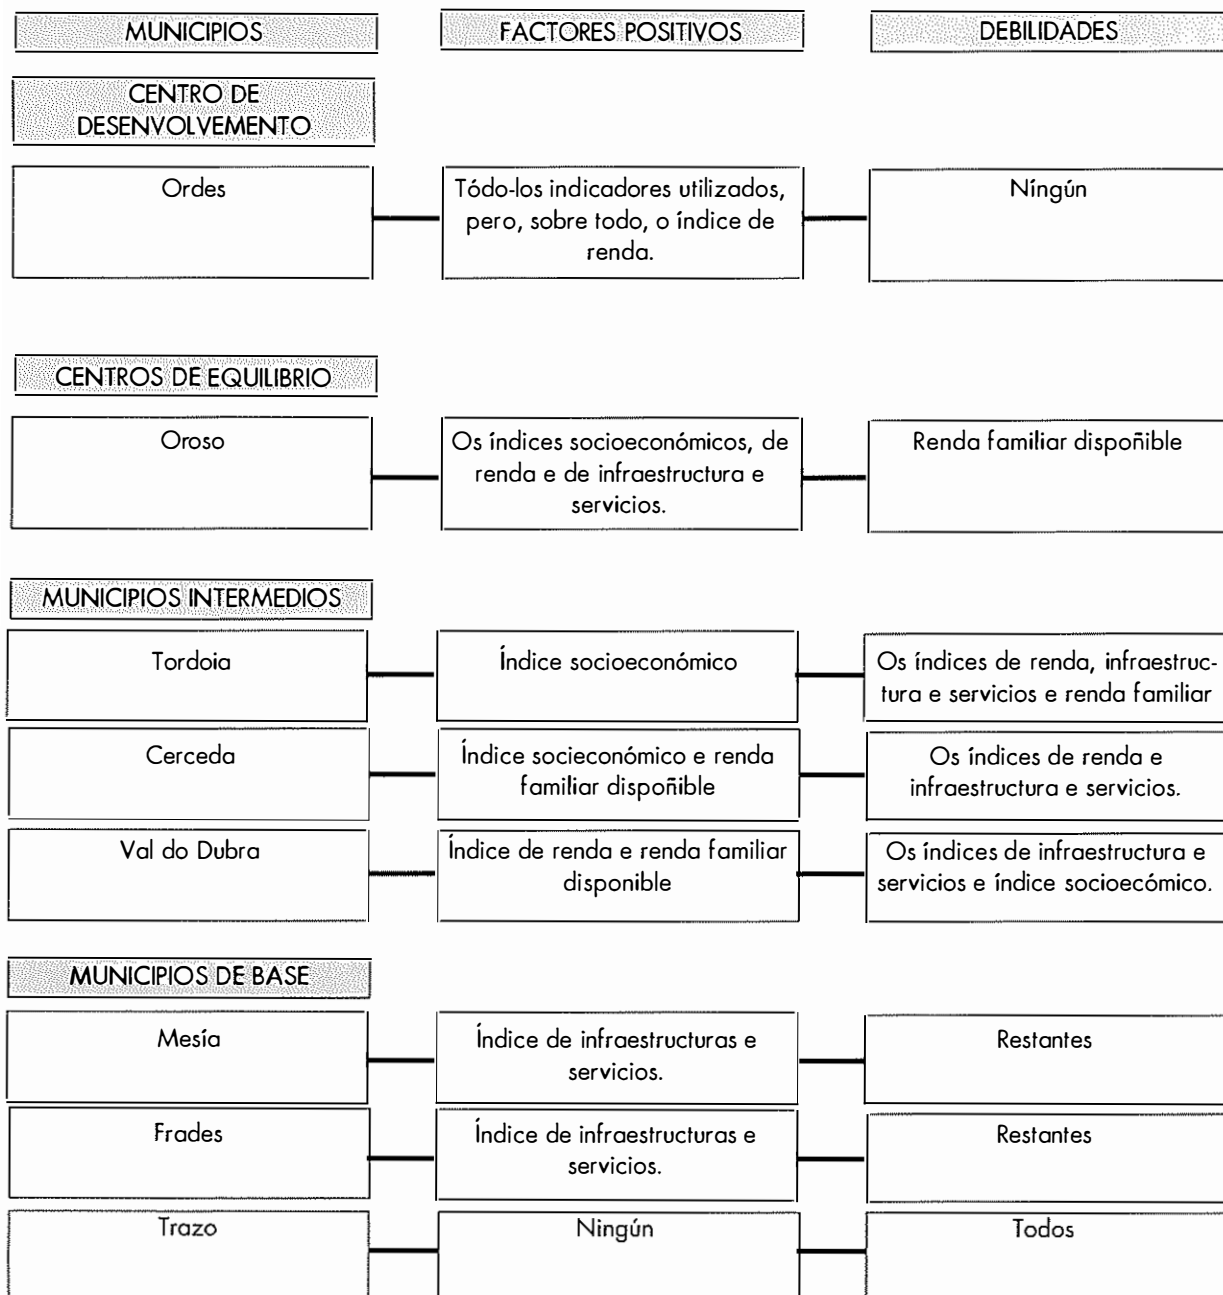 MUNICIPIOS
FACTORES POSITIVOS
DEBILIDADES
CENTRO DE
DESENVOLVEMENTO
Ordes
Tódo-los indicadores utilizados,
pero, sobre todo, o índice de
renda.
Níngún
CENTROS DE EQUILIBRIO
Oroso
Os índices socioeconómicos, de
renda e de infraestructura e
servicios.
Renda familiar dispoñible
MUNICIPIOS INTERMEDIOS
Tordoia
Índice socioeconómico
Os índices de renda, infraestruc-
tura e servicios e renda familiar
Cerceda
Índice socieconómico e renda
familiar dispoñible
Os índices de renda e
infraestructura e servicios.
Val do Dubra
Índice de renda e renda familiar
disponible
Os índices de infraestructura e
servicios e índice socioecómico.
MUNICIPIOS DE BASE
Mesía
Índice de infraestructuras e
servicios.
Restantes
Frades
Índice de infraestructuras e
servicios.
Restantes
Trazo
Ningún
Todos